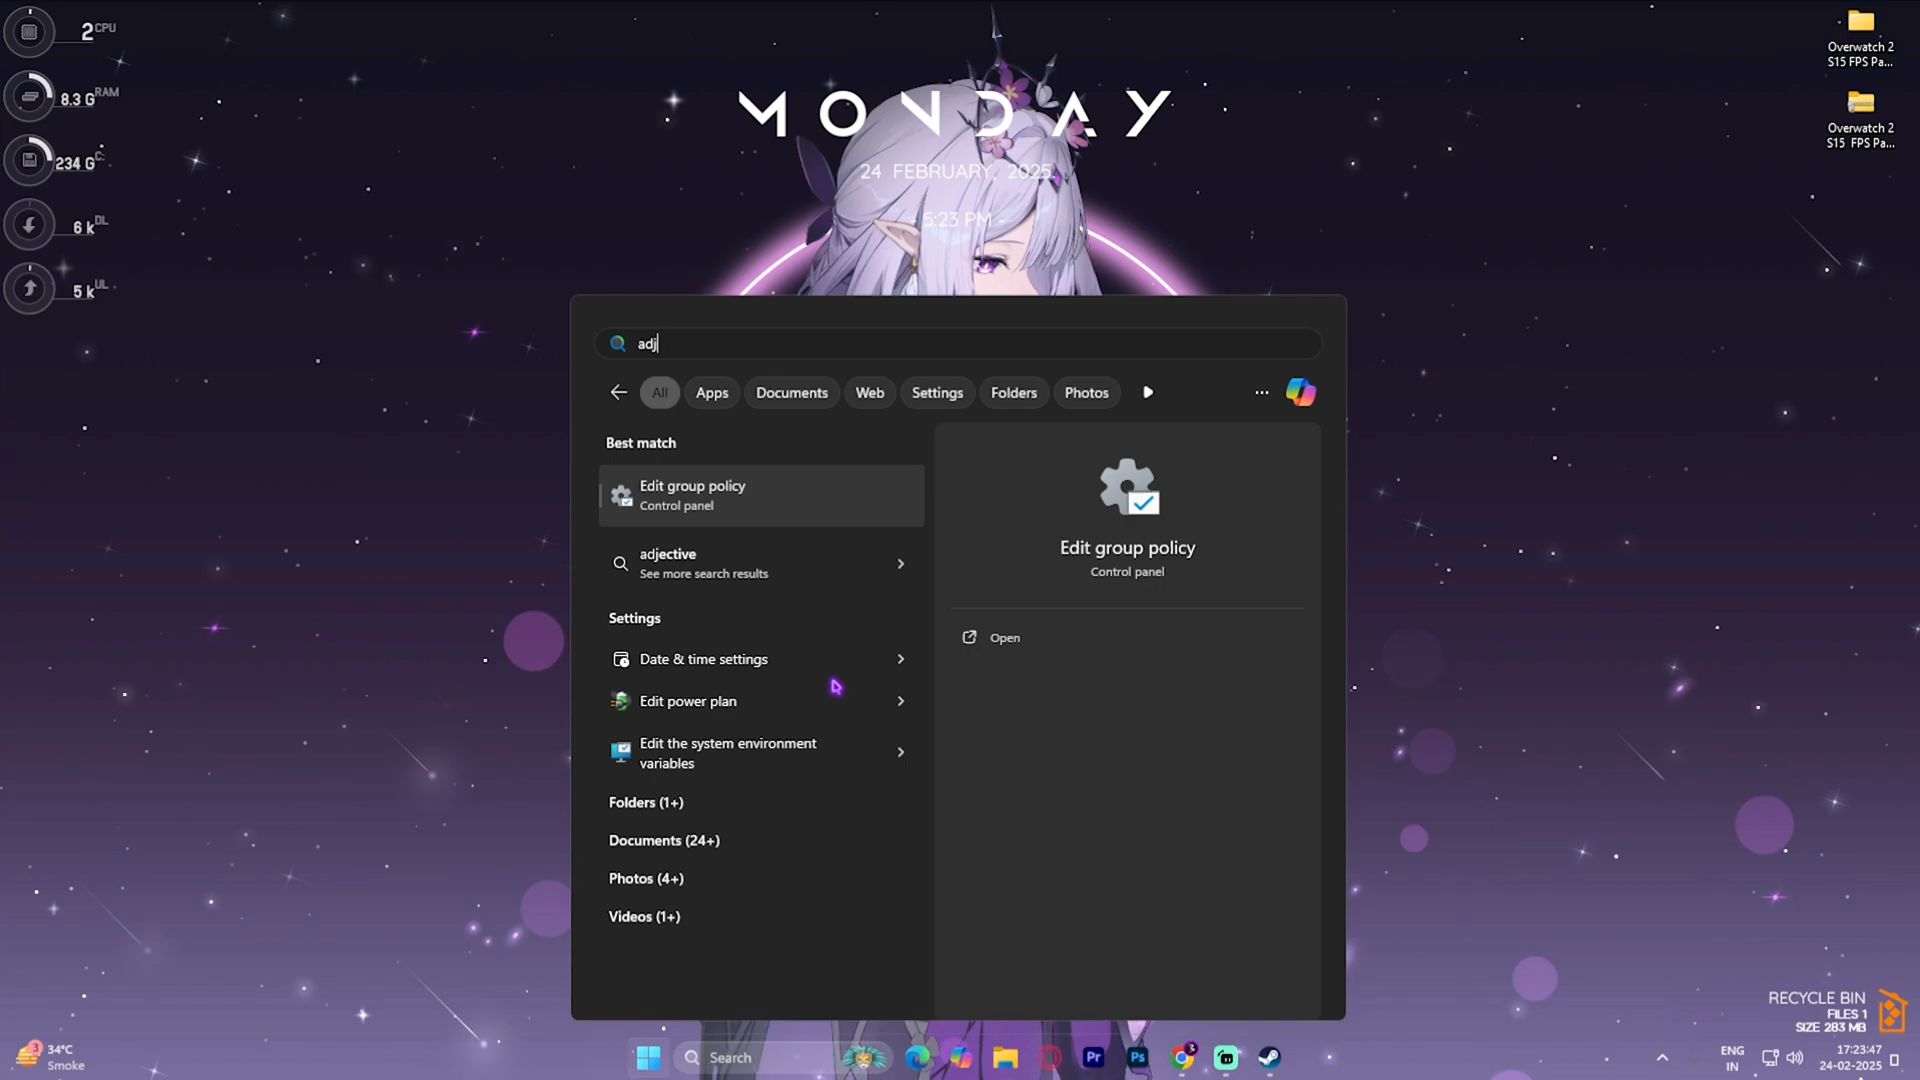 2 CPU
8.3 G RAM
234 G C:
6 k DL
5 k UL
MONDAY
24 FEBRUARY, 2025.
- 5:23 PM -
Overwatch 2
S15 FPS Pa...
Overwatch 2
S15 FPS Pa...
adj
All Apps Documents Web Settings Folders Photos
Best match
Edit group policy
Control panel
adjective
See more search results
Settings
Date & time settings
Edit power plan
Edit the system environment
variables
Folders (1+)
Documents (24+)
Photos (4+)
Videos (1+)
Edit group policy
Control panel
Open
RECYCLE BIN
FILES 1
SIZE 283 MB
3
34°C
Smoke
Search
Pr
Ps
3
ENG
IN
17:23:47
24-02-2025